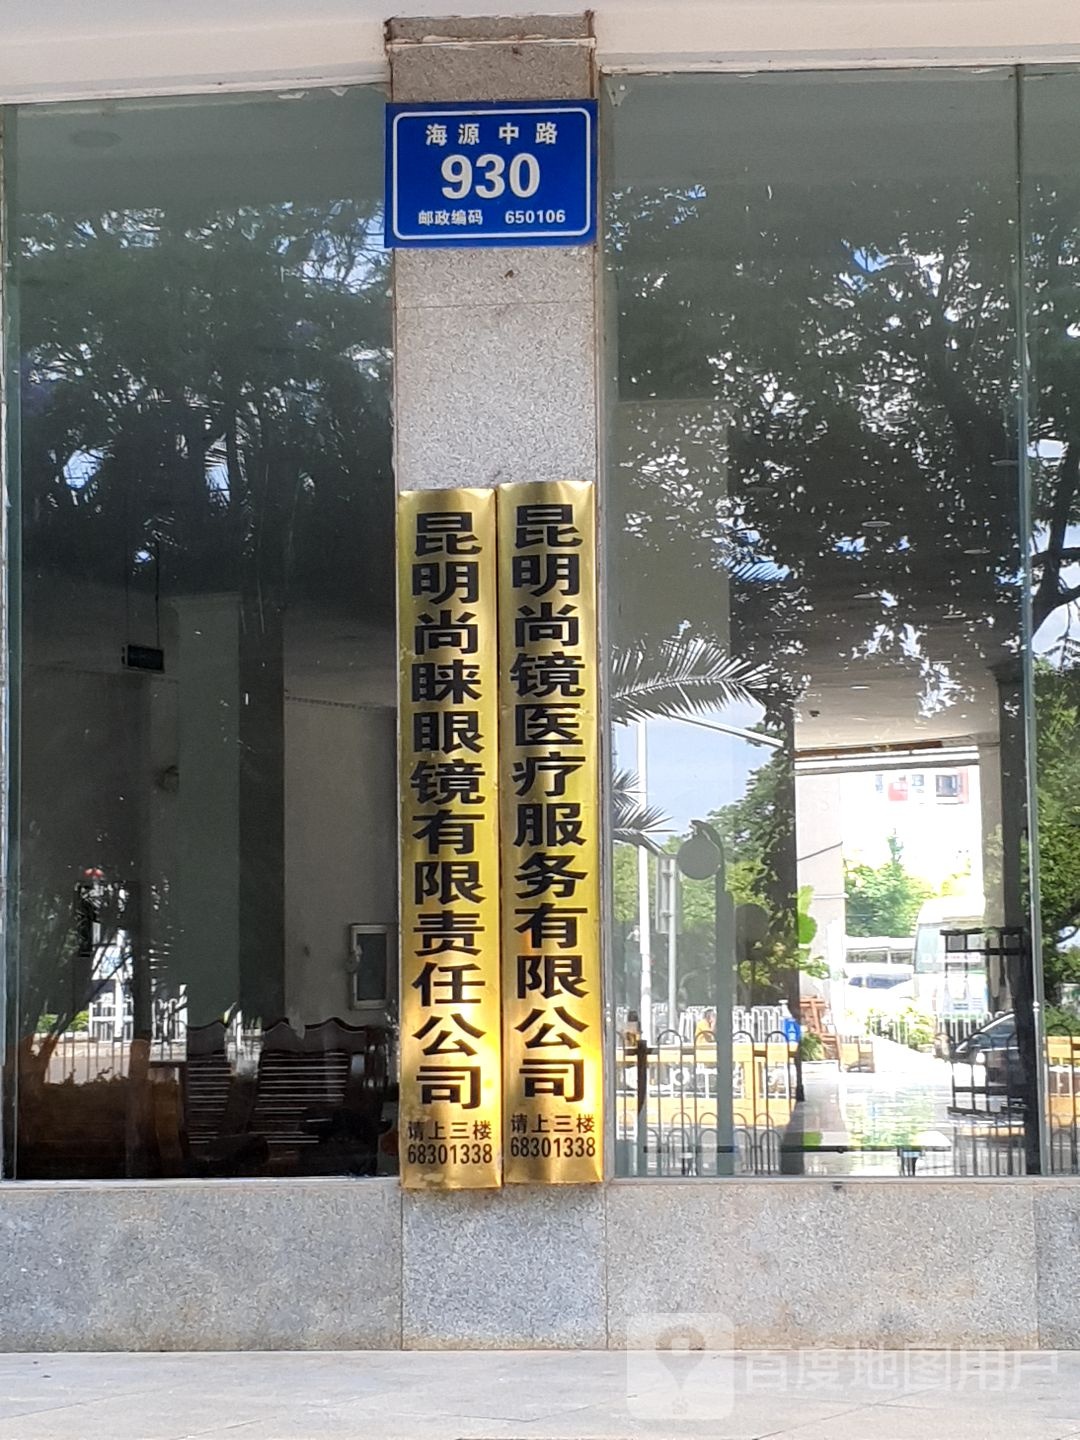 海源中路
930
邮政编码 650106
昆明尚睐眼镜有限责任公司
请上三楼
68301338
昆明尚镜医疗服务有限公司
请上三楼
68301338
百度地图用户